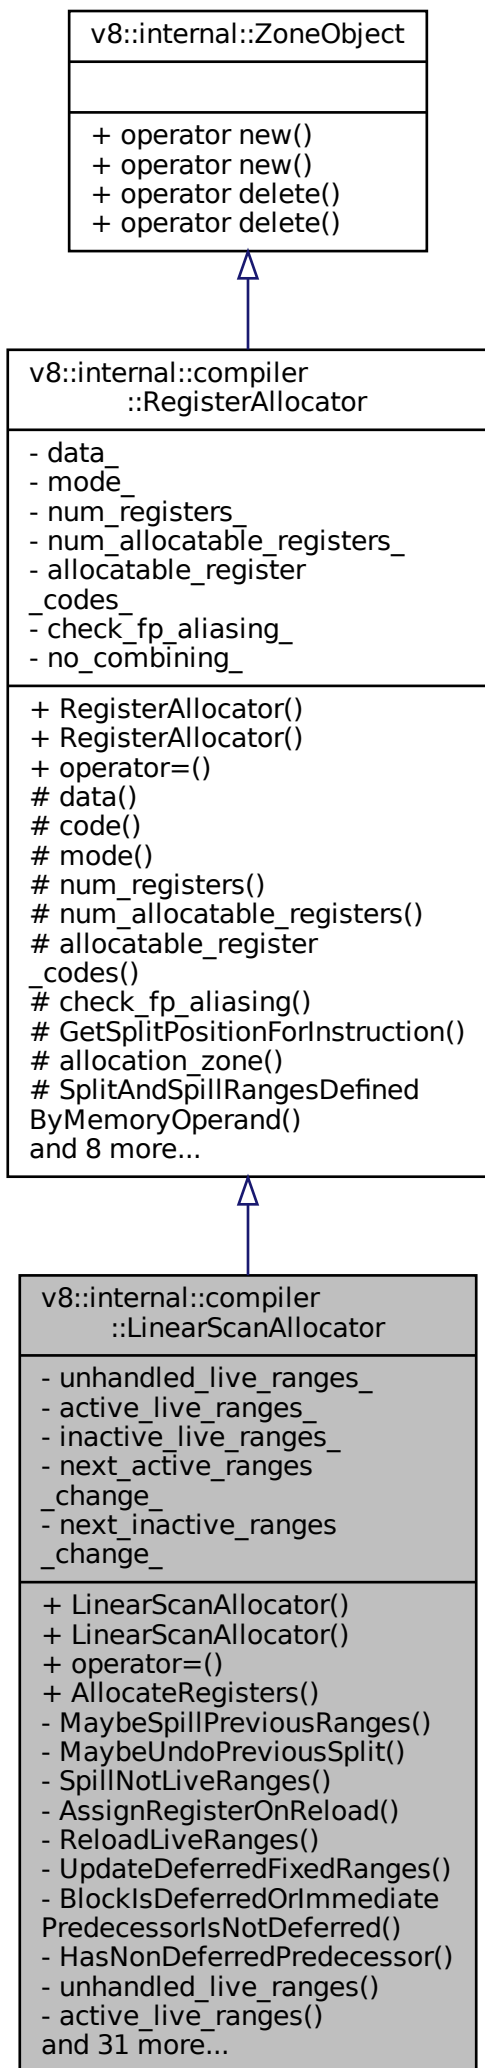 v8::internal::ZoneObject
+ operator new()
+ operator new()
+ operator delete()
+ operator delete()
v8::internal::compiler
::RegisterAllocator
- data_
- mode_
- num_registers_
- num_allocatable_registers_
- allocatable_register
_codes_
- check_fp_aliasing_
- no_combining_
+ RegisterAllocator()
+ RegisterAllocator()
+ operator=()
# data()
# code()
# mode()
# num_registers()
# num_allocatable_registers()
# allocatable_register
_codes()
# check_fp_aliasing()
# GetSplitPositionForInstruction()
# allocation_zone()
# SplitAndSpillRangesDefined
ByMemoryOperand()
and 8 more...
v8::internal::compiler
::LinearScanAllocator
- unhandled_live_ranges_
- active_live_ranges_
- inactive_live_ranges_
- next_active_ranges
_change_
- next_inactive_ranges
_change_
+ LinearScanAllocator()
+ LinearScanAllocator()
+ operator=()
+ AllocateRegisters()
- MaybeSpillPreviousRanges()
- MaybeUndoPreviousSplit()
- SpillNotLiveRanges()
- AssignRegisterOnReload()
- ReloadLiveRanges()
- UpdateDeferredFixedRanges()
- BlockIsDeferredOrImmediate
PredecessorIsNotDeferred()
- HasNonDeferredPredecessor()
- unhandled_live_ranges()
- active_live_ranges()
and 31 more...